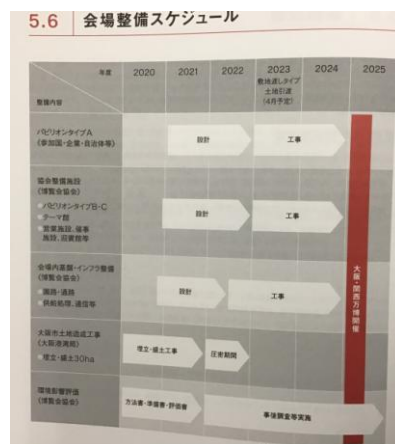 5.6 会場整備スケジュール
年度
整備内容
2020 2021 2022 2023 2024 2025
敷地渡しタイプ
土地引渡
(4月予定)
パビリオンタイプA
(参加国・企業・自治体等)
設計 工事
協会整備施設
(博覧会協会)
パビリオンタイプB・C
テーマ館
営業施設、催事
施設、迎賓館等
設計 工事
会場内基盤・インフラ整備
(博覧会協会)
園路・通路
供給処理、通信等
設計 工事
大阪市土地造成工事
(大阪港湾局)
埋立・盛土30ha
埋立・盛土工事 圧密期間
環境影響評価
(博覧会協会)
方法書・準備書・評価書 事後調査等実施
大阪・関西万博開催